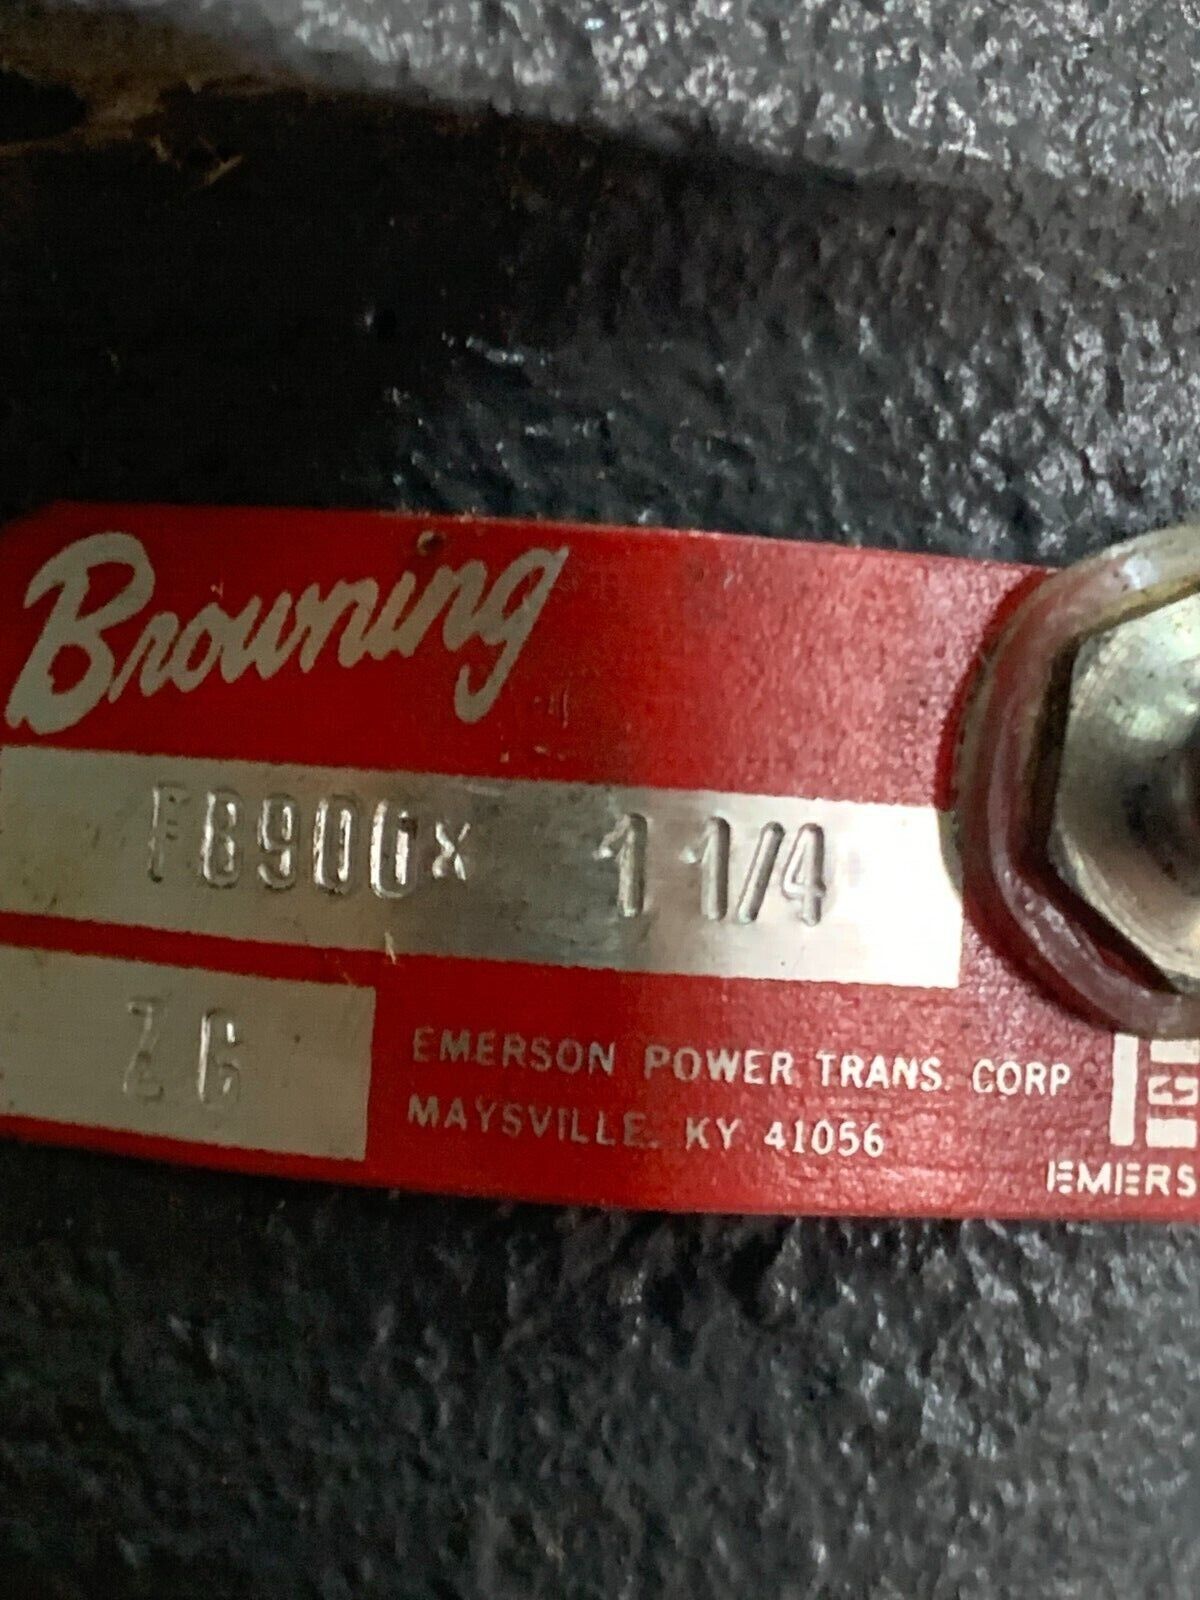 Browning
FB900X 1 1/4
ZG
EMERSON POWER TRANS. CORP
MAYSVILLE. KY 41056
EMERS